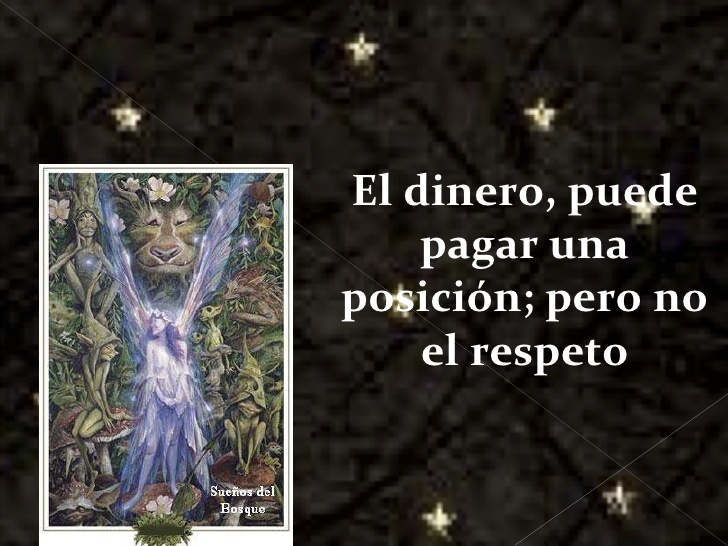 El dinero, puede
pagar una
posición; pero no
el respeto
Sueños del
Bosque